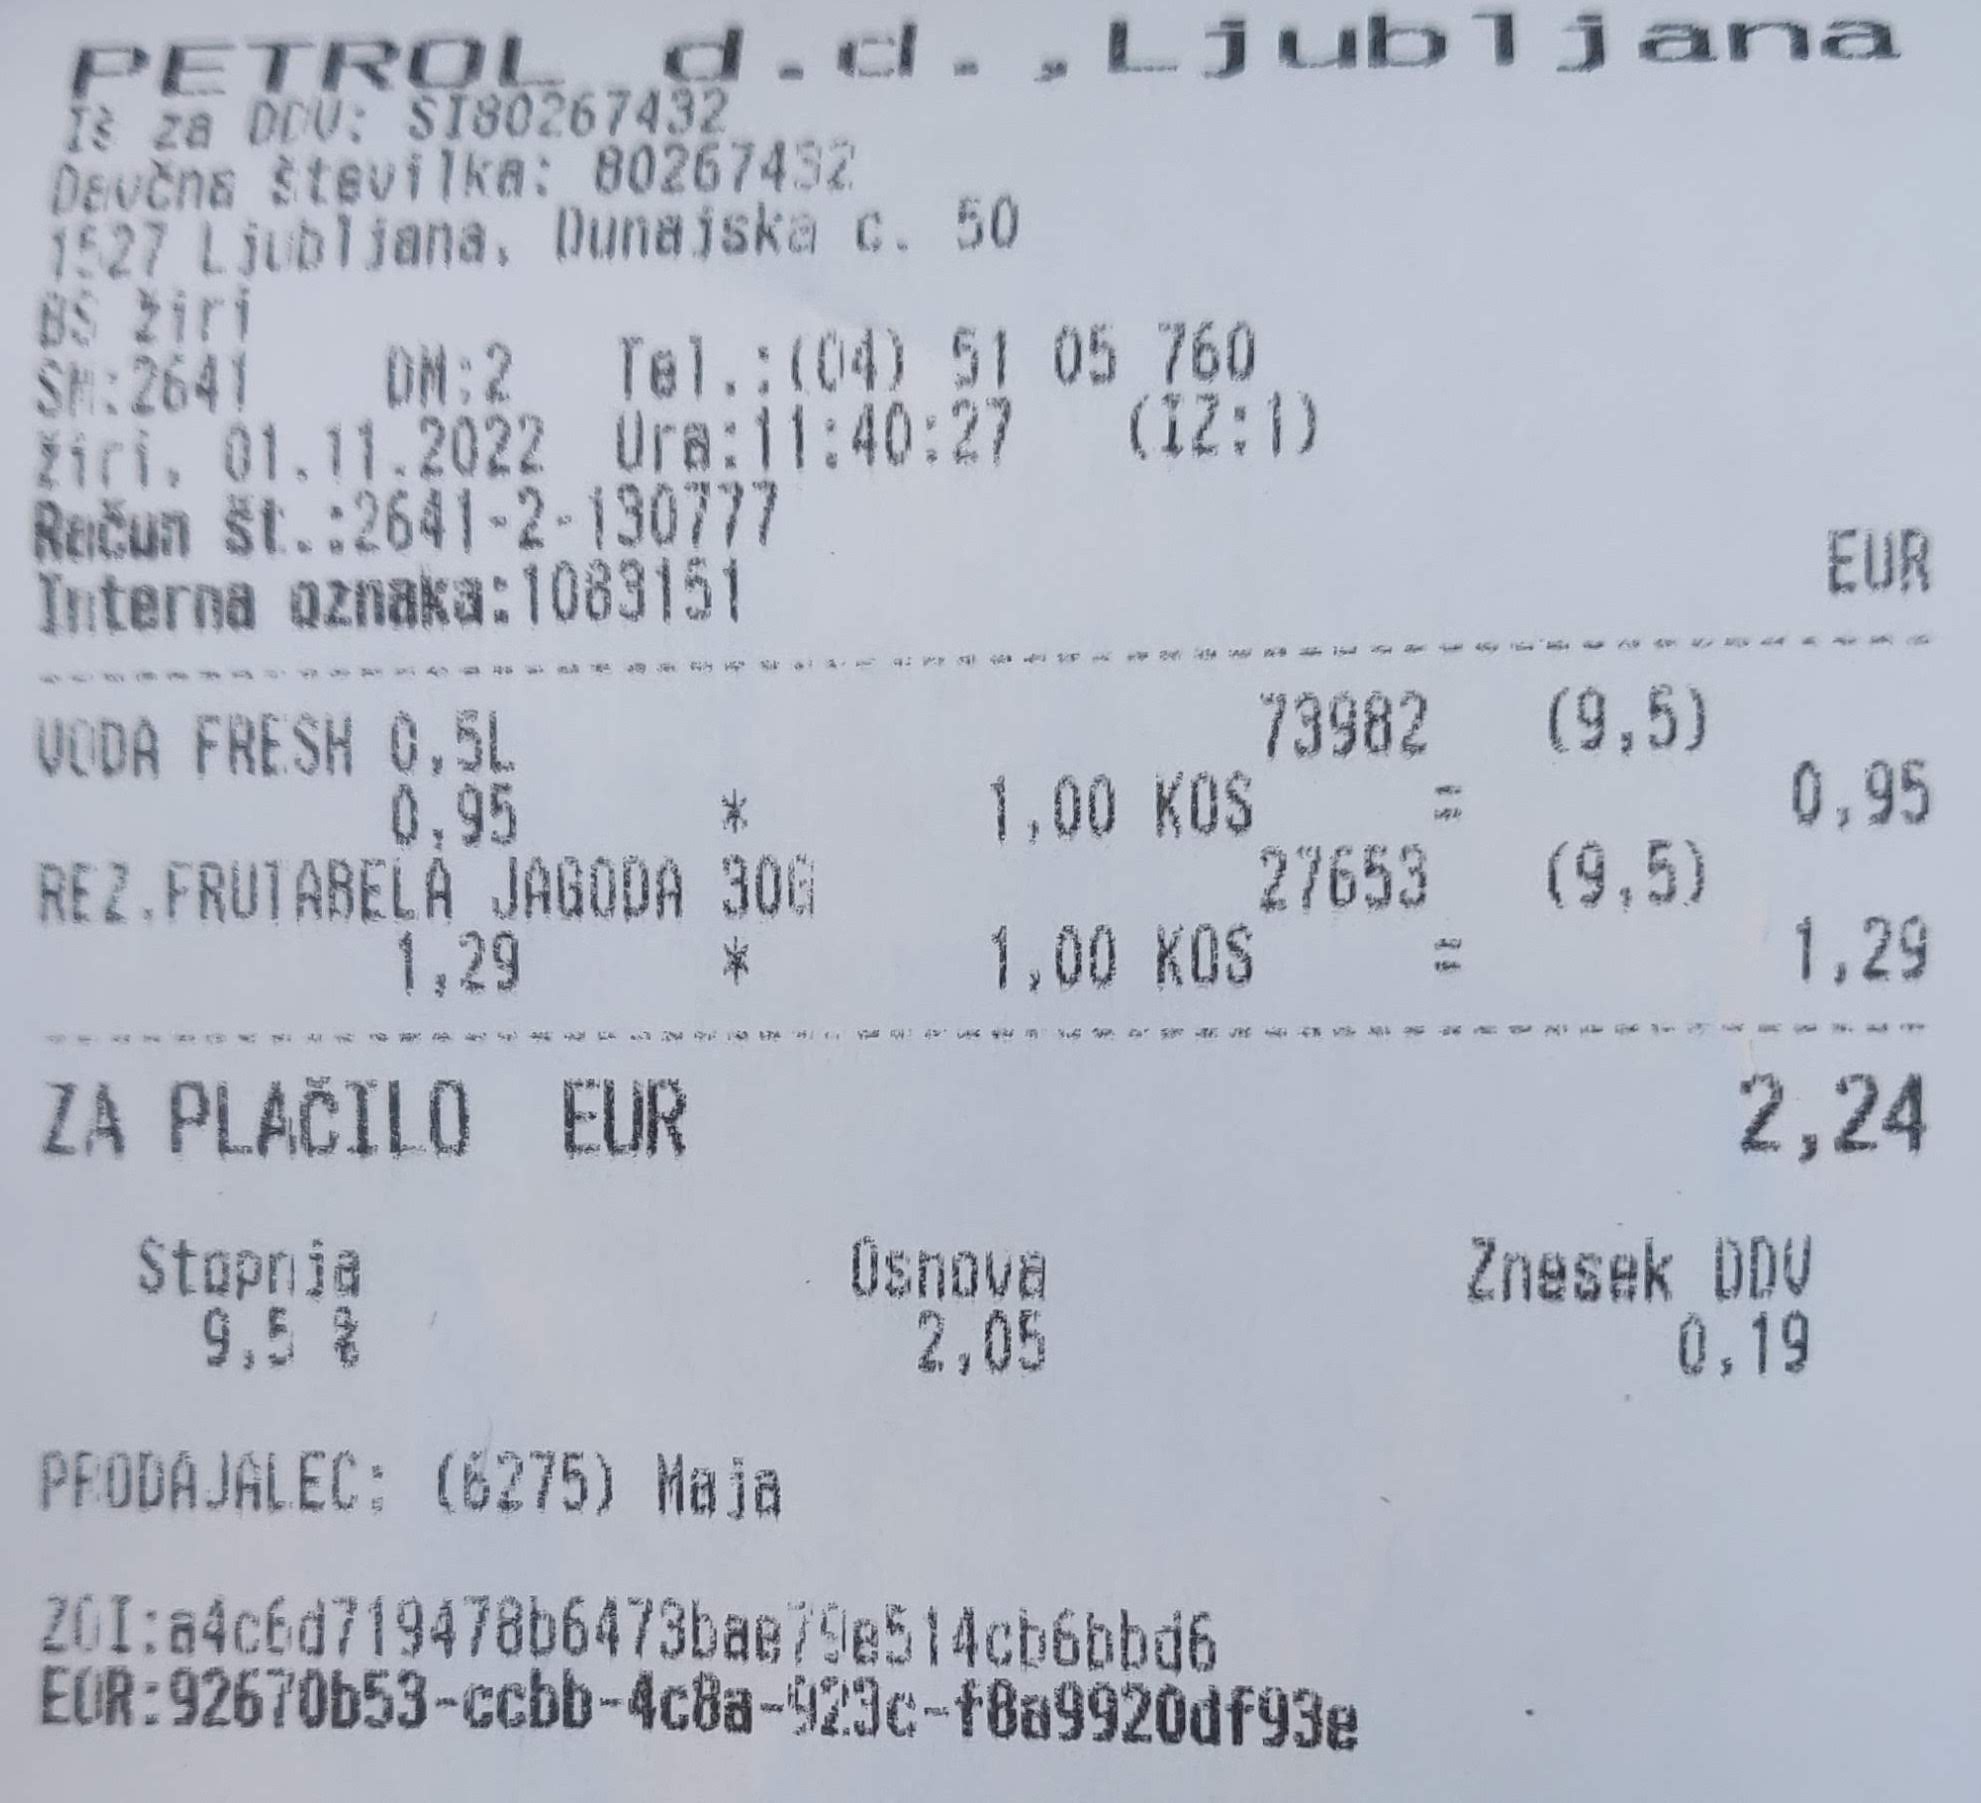 PETROL d.d.,Ljubljana
Iš za DDV: SI80267432
Davčna številka: 80267432
1527 Ljubljana, Dunajska c. 50
BS Žiri
SM:2641 DM:2 Tel.:(04) 51 05 760
Žiri, 01.11.2022 Ura:11:40:27 (IZ:1)
Račun št.:2641-2-130777
Interna oznaka:1083151 EUR
VODA FRESH 0,5L 73982 (9,5)
0,95 * 1,00 KOS = 0,95
REZ.FRUTABELA JAGODA 30G 27653 (9,5)
1,29 * 1,00 KOS = 1,29
ZA PLAČILO EUR 2,24
Stopnja Osnova Znesek DDV
9,5 % 2,05 0,19
PRODAJALEC: (6275) Maja
ZOI:a4c6d719478b6473bae79e514cb6bbd6
EOR:92670b53-ccbb-4c8a-923c-f8a9920df93e